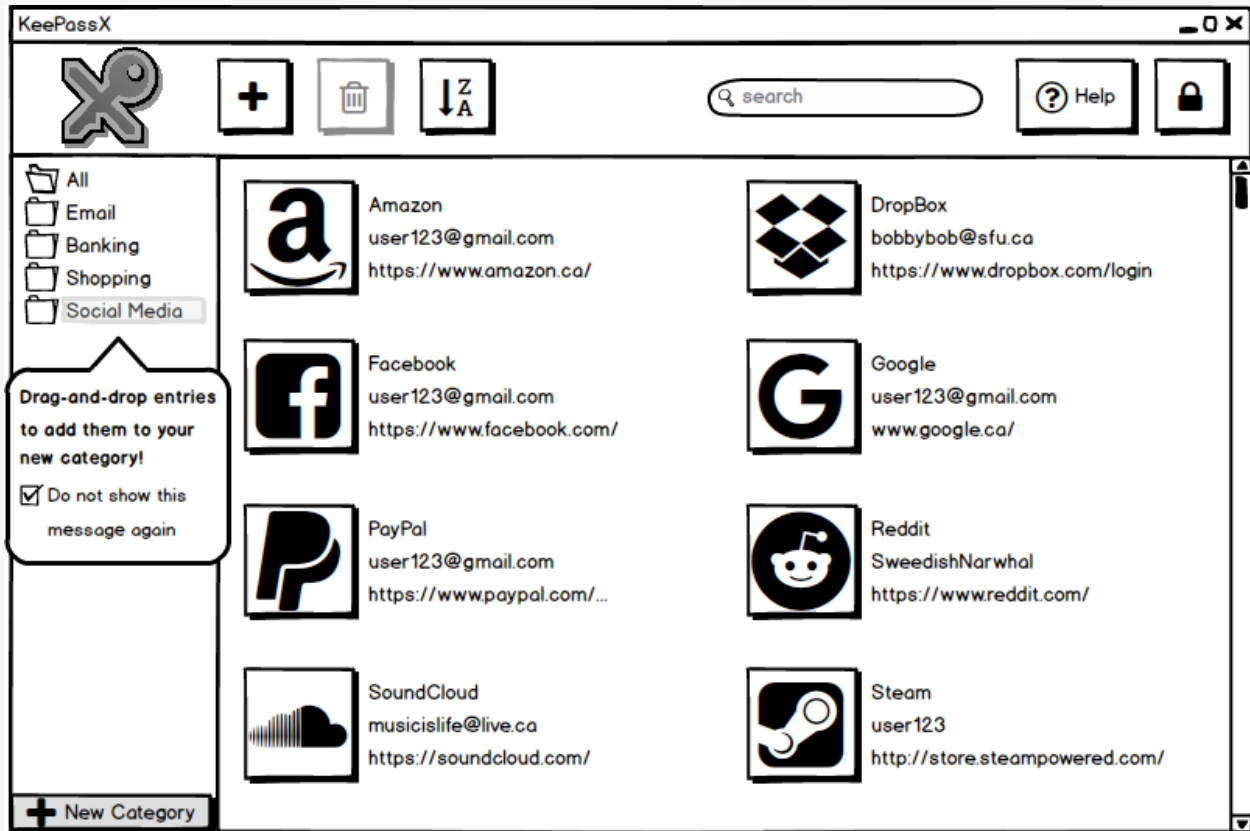 KeePassX
Z
A
search
? Help
All
Email
Banking
Shopping
Social Media
Drag-and-drop entries
to add them to your
new category!
Do not show this
message again
New Category
Amazon
user123@gmail.com
https://www.amazon.ca/
DropBox
bobbybob@sfu.ca
https://www.dropbox.com/login
Facebook
user123@gmail.com
https://www.facebook.com/
Google
user123@gmail.com
www.google.ca/
PayPal
user123@gmail.com
https://www.paypal.com/...
Reddit
SweedishNarwhal
https://www.reddit.com/
SoundCloud
musicislife@live.ca
https://soundcloud.com/
Steam
user123
http://store.steampowered.com/